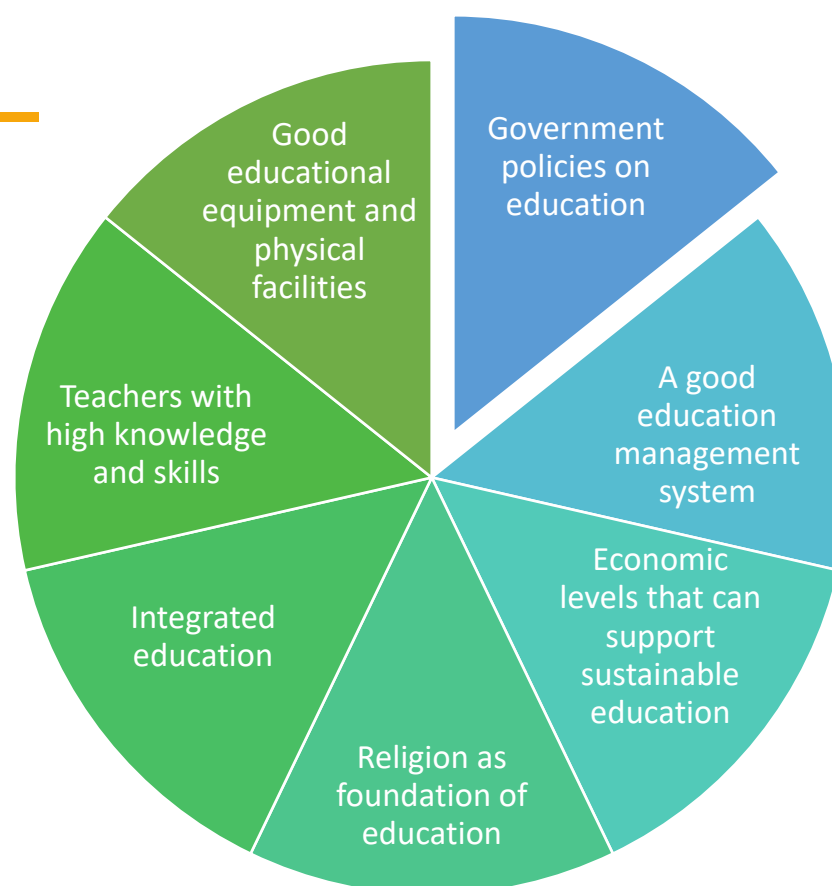 Government
policies on
education
A good
education
management
system
Economic
levels that can
support
sustainable
education
Religion as
foundation of
education
Integrated
education
Teachers with
high knowledge
and skills
Good
educational
equipment and
physical
facilities